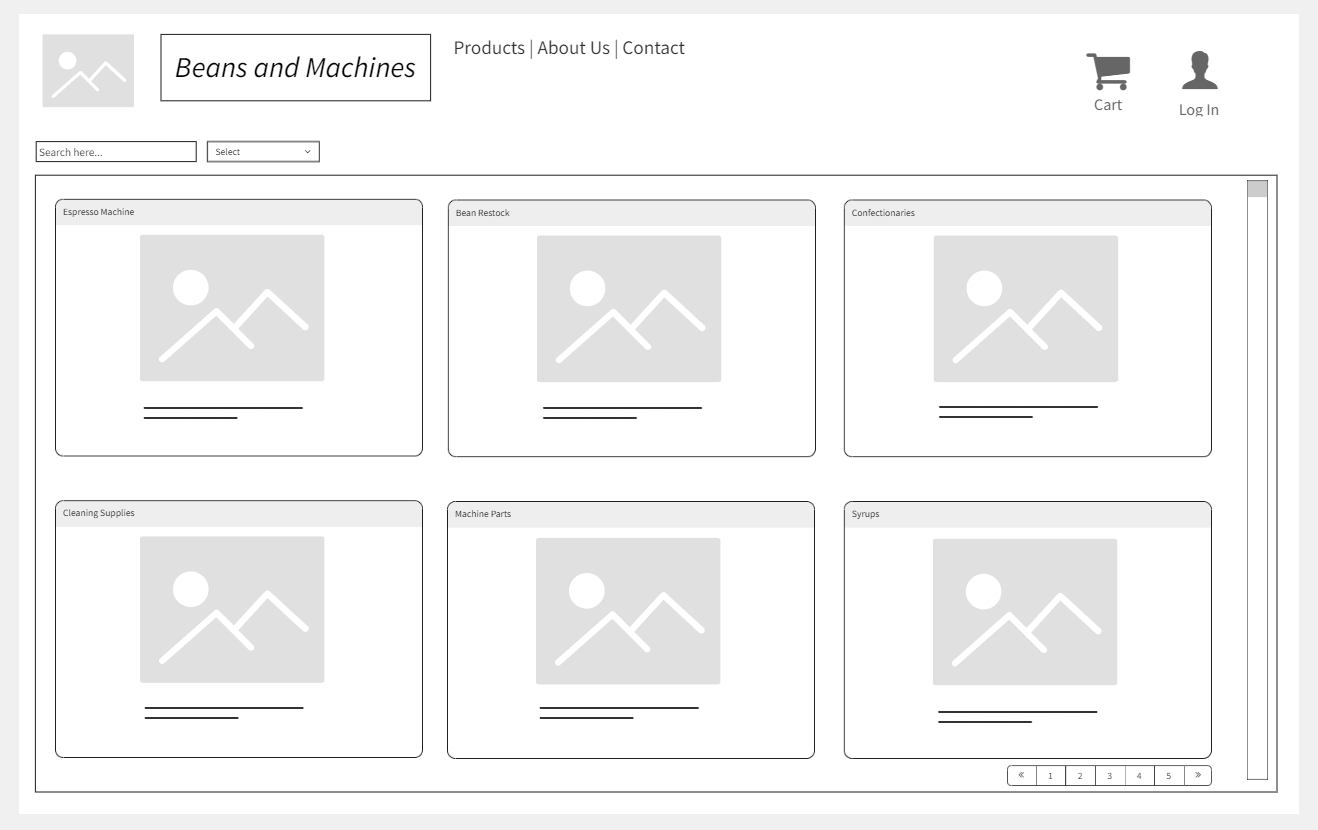 Beans and Machines
Products | About Us | Contact
Cart
Log In
Search here...
Select
Espresso Machine
Bean Restock
Confectionaries
Cleaning Supplies
Machine Parts
Syrups
« 1 2 3 4 5 »